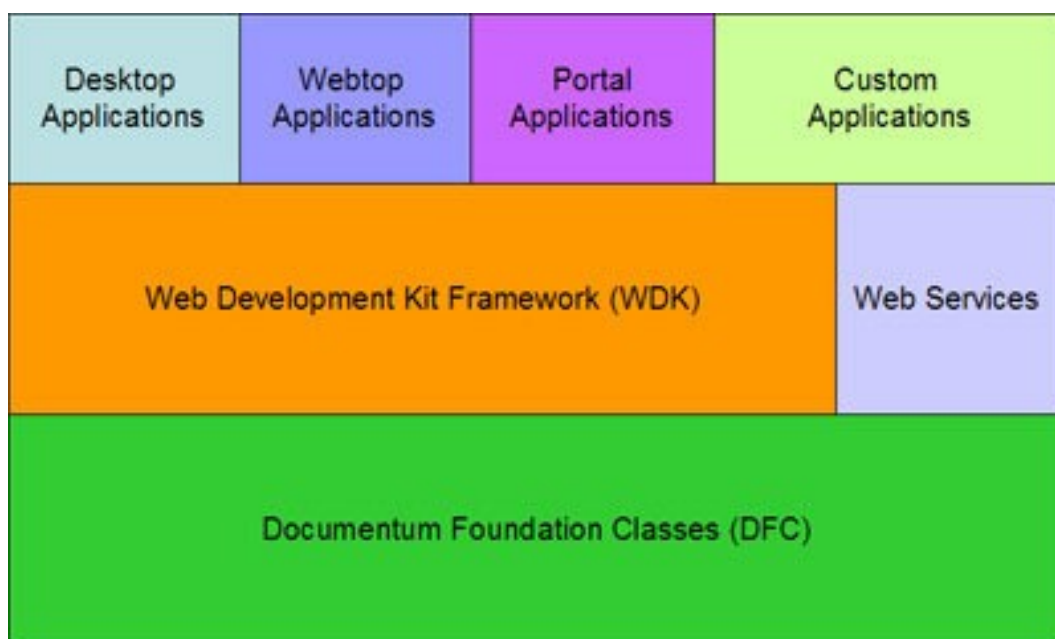 Desktop
Applications
Webtop
Applications
Portal
Applications
Custom
Applications
Web Development Kit Framework (WDK)
Web Services
Documentum Foundation Classes (DFC)